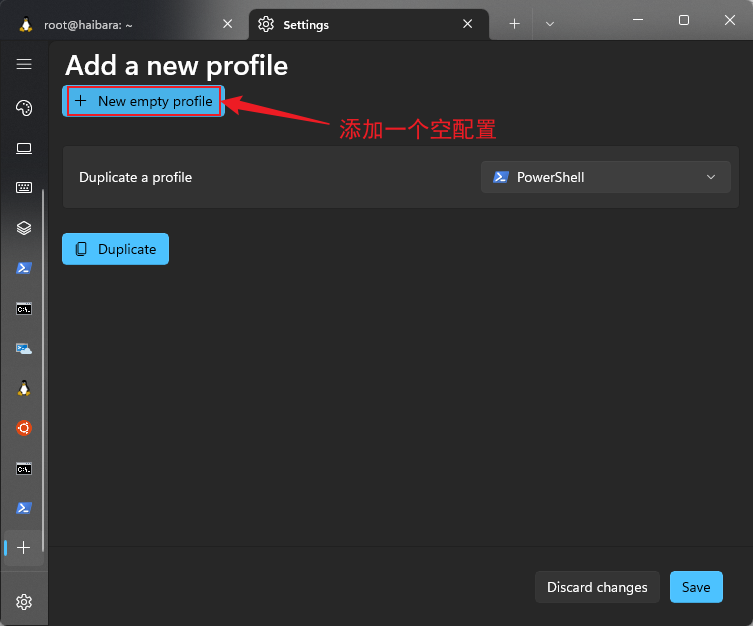 root@haibara: ~
Settings
Add a new profile
New empty profile
添加一个空配置
Duplicate a profile
PowerShell
Duplicate
Discard changes
Save